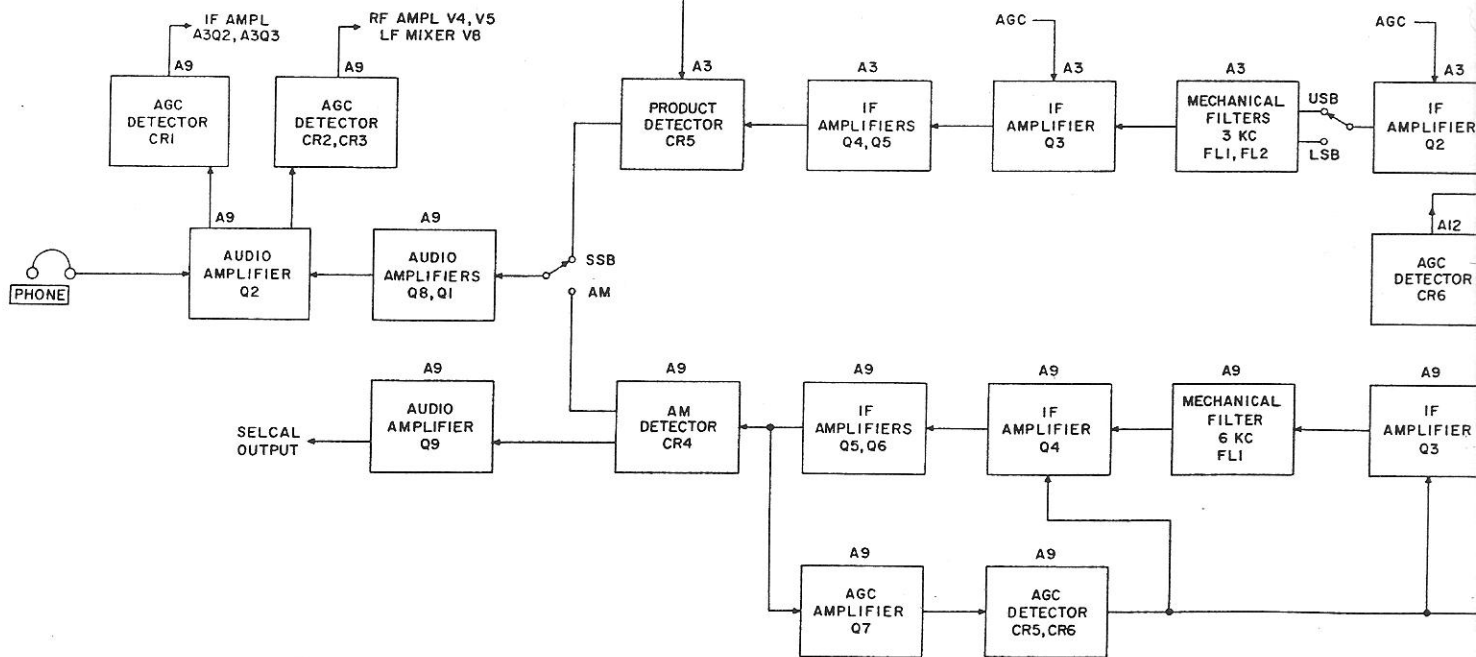 IF AMPL
A3Q2, A3Q3
RF AMPL V4, V5
LF MIXER V8
AGC
AGC
A9
AGC
DETECTOR
CR1
A9
AGC
DETECTOR
CR2, CR3
A3
PRODUCT
DETECTOR
CR5
A3
IF
AMPLIFIERS
Q4, Q5
A3
IF
AMPLIFIER
Q3
A3
MECHANICAL
FILTERS
3 KC
FL1, FL2
USB
LSB
A3
IF
AMPLIFIER
Q2
PHONE
A9
AUDIO
AMPLIFIER
Q2
A9
AUDIO
AMPLIFIERS
Q8, Q1
SSB
AM
A12
AGC
DETECTOR
CR6
SELCAL
OUTPUT
A9
AUDIO
AMPLIFIER
Q9
A9
AM
DETECTOR
CR4
A9
IF
AMPLIFIERS
Q5, Q6
A9
IF
AMPLIFIER
Q4
A9
MECHANICAL
FILTER
6 KC
FL1
A9
IF
AMPLIFIER
Q3
A9
AGC
AMPLIFIER
Q7
A9
AGC
DETECTOR
CR5, CR6